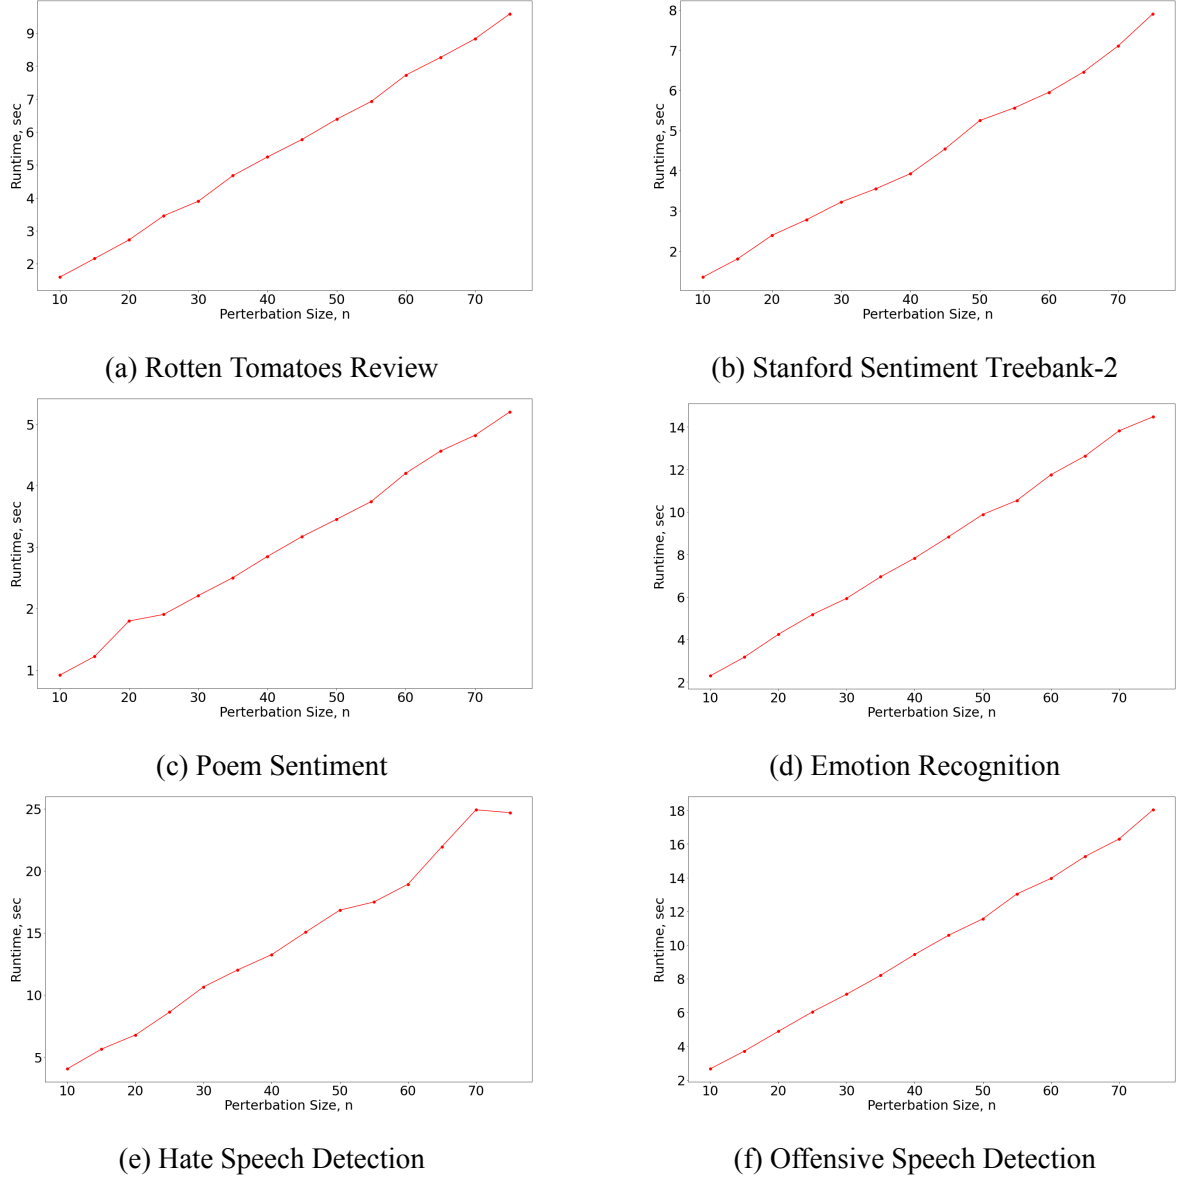 9
8
7
6
5
4
3
2
Runtime, sec
10 20 30 40 50 60 70
Perterbation Size, n
(a) Rotten Tomatoes Review
8
7
6
5
4
3
2
Runtime, sec
10 20 30 40 50 60 70
Perterbation Size, n
(b) Stanford Sentiment Treebank-2
5
4
3
2
1
Runtime, sec
10 20 30 40 50 60 70
Perterbation Size, n
(c) Poem Sentiment
14
12
10
8
6
4
2
Runtime, sec
10 20 30 40 50 60 70
Perterbation Size, n
(d) Emotion Recognition
25
20
15
10
5
Runtime, sec
10 20 30 40 50 60 70
Perterbation Size, n
(e) Hate Speech Detection
18
16
14
12
10
8
6
4
2
Runtime, sec
10 20 30 40 50 60 70
Perterbation Size, n
(f) Offensive Speech Detection